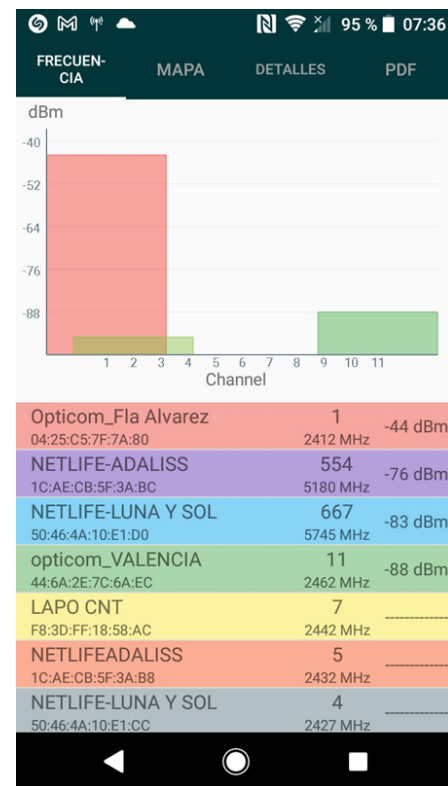 95 % 07:36
FRECUEN-
CIA
MAPA
DETALLES
PDF
dBm
-40
-52
-64
-76
-88
1 2 3 4 5 6 7 8 9 10 11
Channel
Opticom_Fla Alvarez 1 -44 dBm
04:25:C5:7F:7A:80 2412 MHz
NETLIFE-ADALISS 554 -76 dBm
1C:AE:CB:5F:3A:BC 5180 MHz
NETLIFE-LUNA Y SOL 667 -83 dBm
50:46:4A:10:E1:D0 5745 MHz
opticom_VALENCIA 11 -88 dBm
44:6A:2E:7C:6A:EC 2462 MHz
LAPO CNT 7 ----------
F8:3D:FF:18:58:AC 2442 MHz
NETLIFEADALISS 5 ----------
1C:AE:CB:5F:3A:B8 2432 MHz
NETLIFE-LUNA Y SOL 4 ----------
50:46:4A:10:E1:CC 2427 MHz